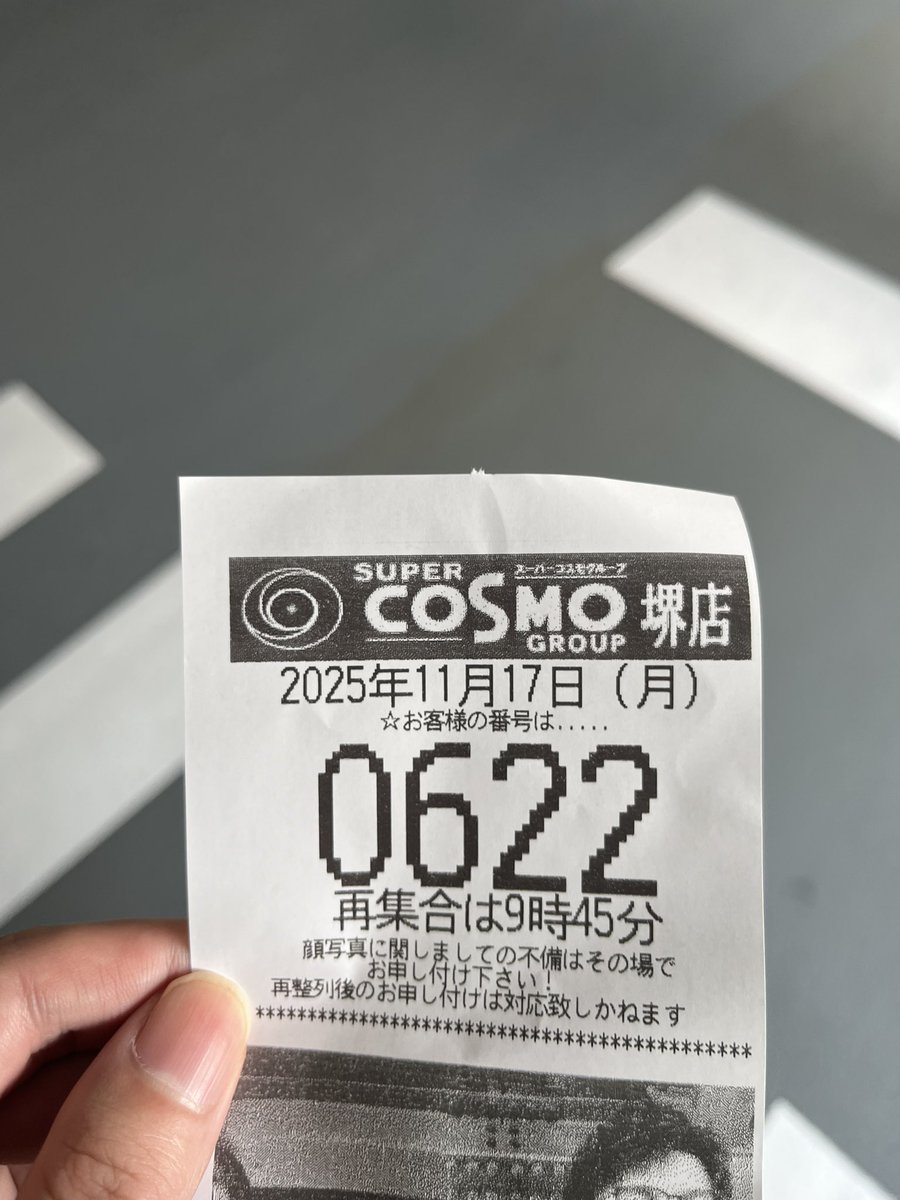 SUPER スーパーコスモグループ
COSMO 堺店
GROUP
2025年11月17日（月）
☆お客様の番号は.....
0622
再集合は9時45分
顔写真に関しましての不備はその場で
お申し付け下さい！
再整列後のお申し付けは対応致しかねます
******************************************